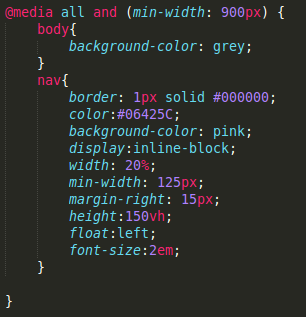 @media all and (min-width: 900px) {
body{
background-color: grey;
}
nav{
border: 1px solid #000000;
color:#06425C;
background-color: pink;
display:inline-block;
width: 20%;
min-width: 125px;
margin-right: 15px;
height:150vh;
float:left;
font-size:2em;
}
}